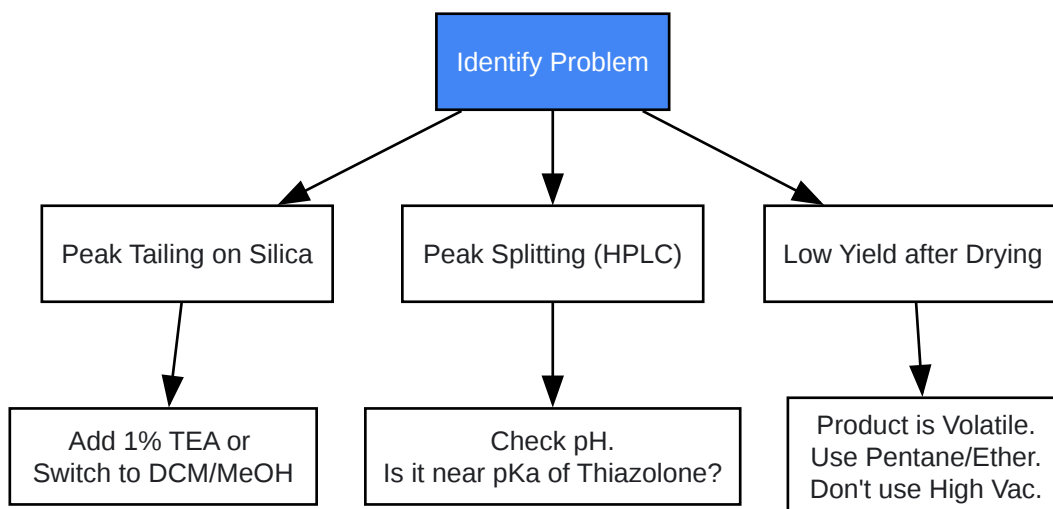 Identify Problem
Peak Tailing on Silica
Peak Splitting (HPLC)
Low Yield after Drying
Add 1% TEA or
Switch to DCM/MeOH
Check pH.
Is it near pKa of Thiazolone?
Product is Volatile.
Use Pentane/Ether.
Don't use High Vac.